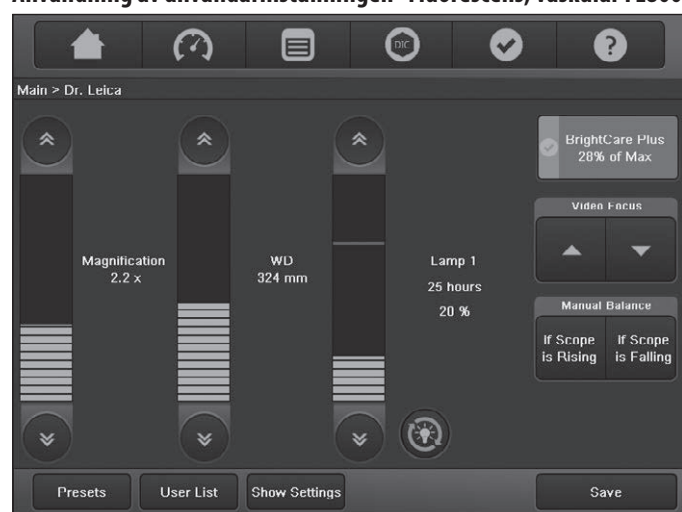 DIC
?
Main > Dr. Leica
Magnification
2.2 x
WD
324 mm
Lamp 1
25 hours
20 %
BrightCare Plus
28% of Max
Video Focus
Manual Balance
If Scope
is Rising
If Scope
is Falling
Presets
User List
Show Settings
Save